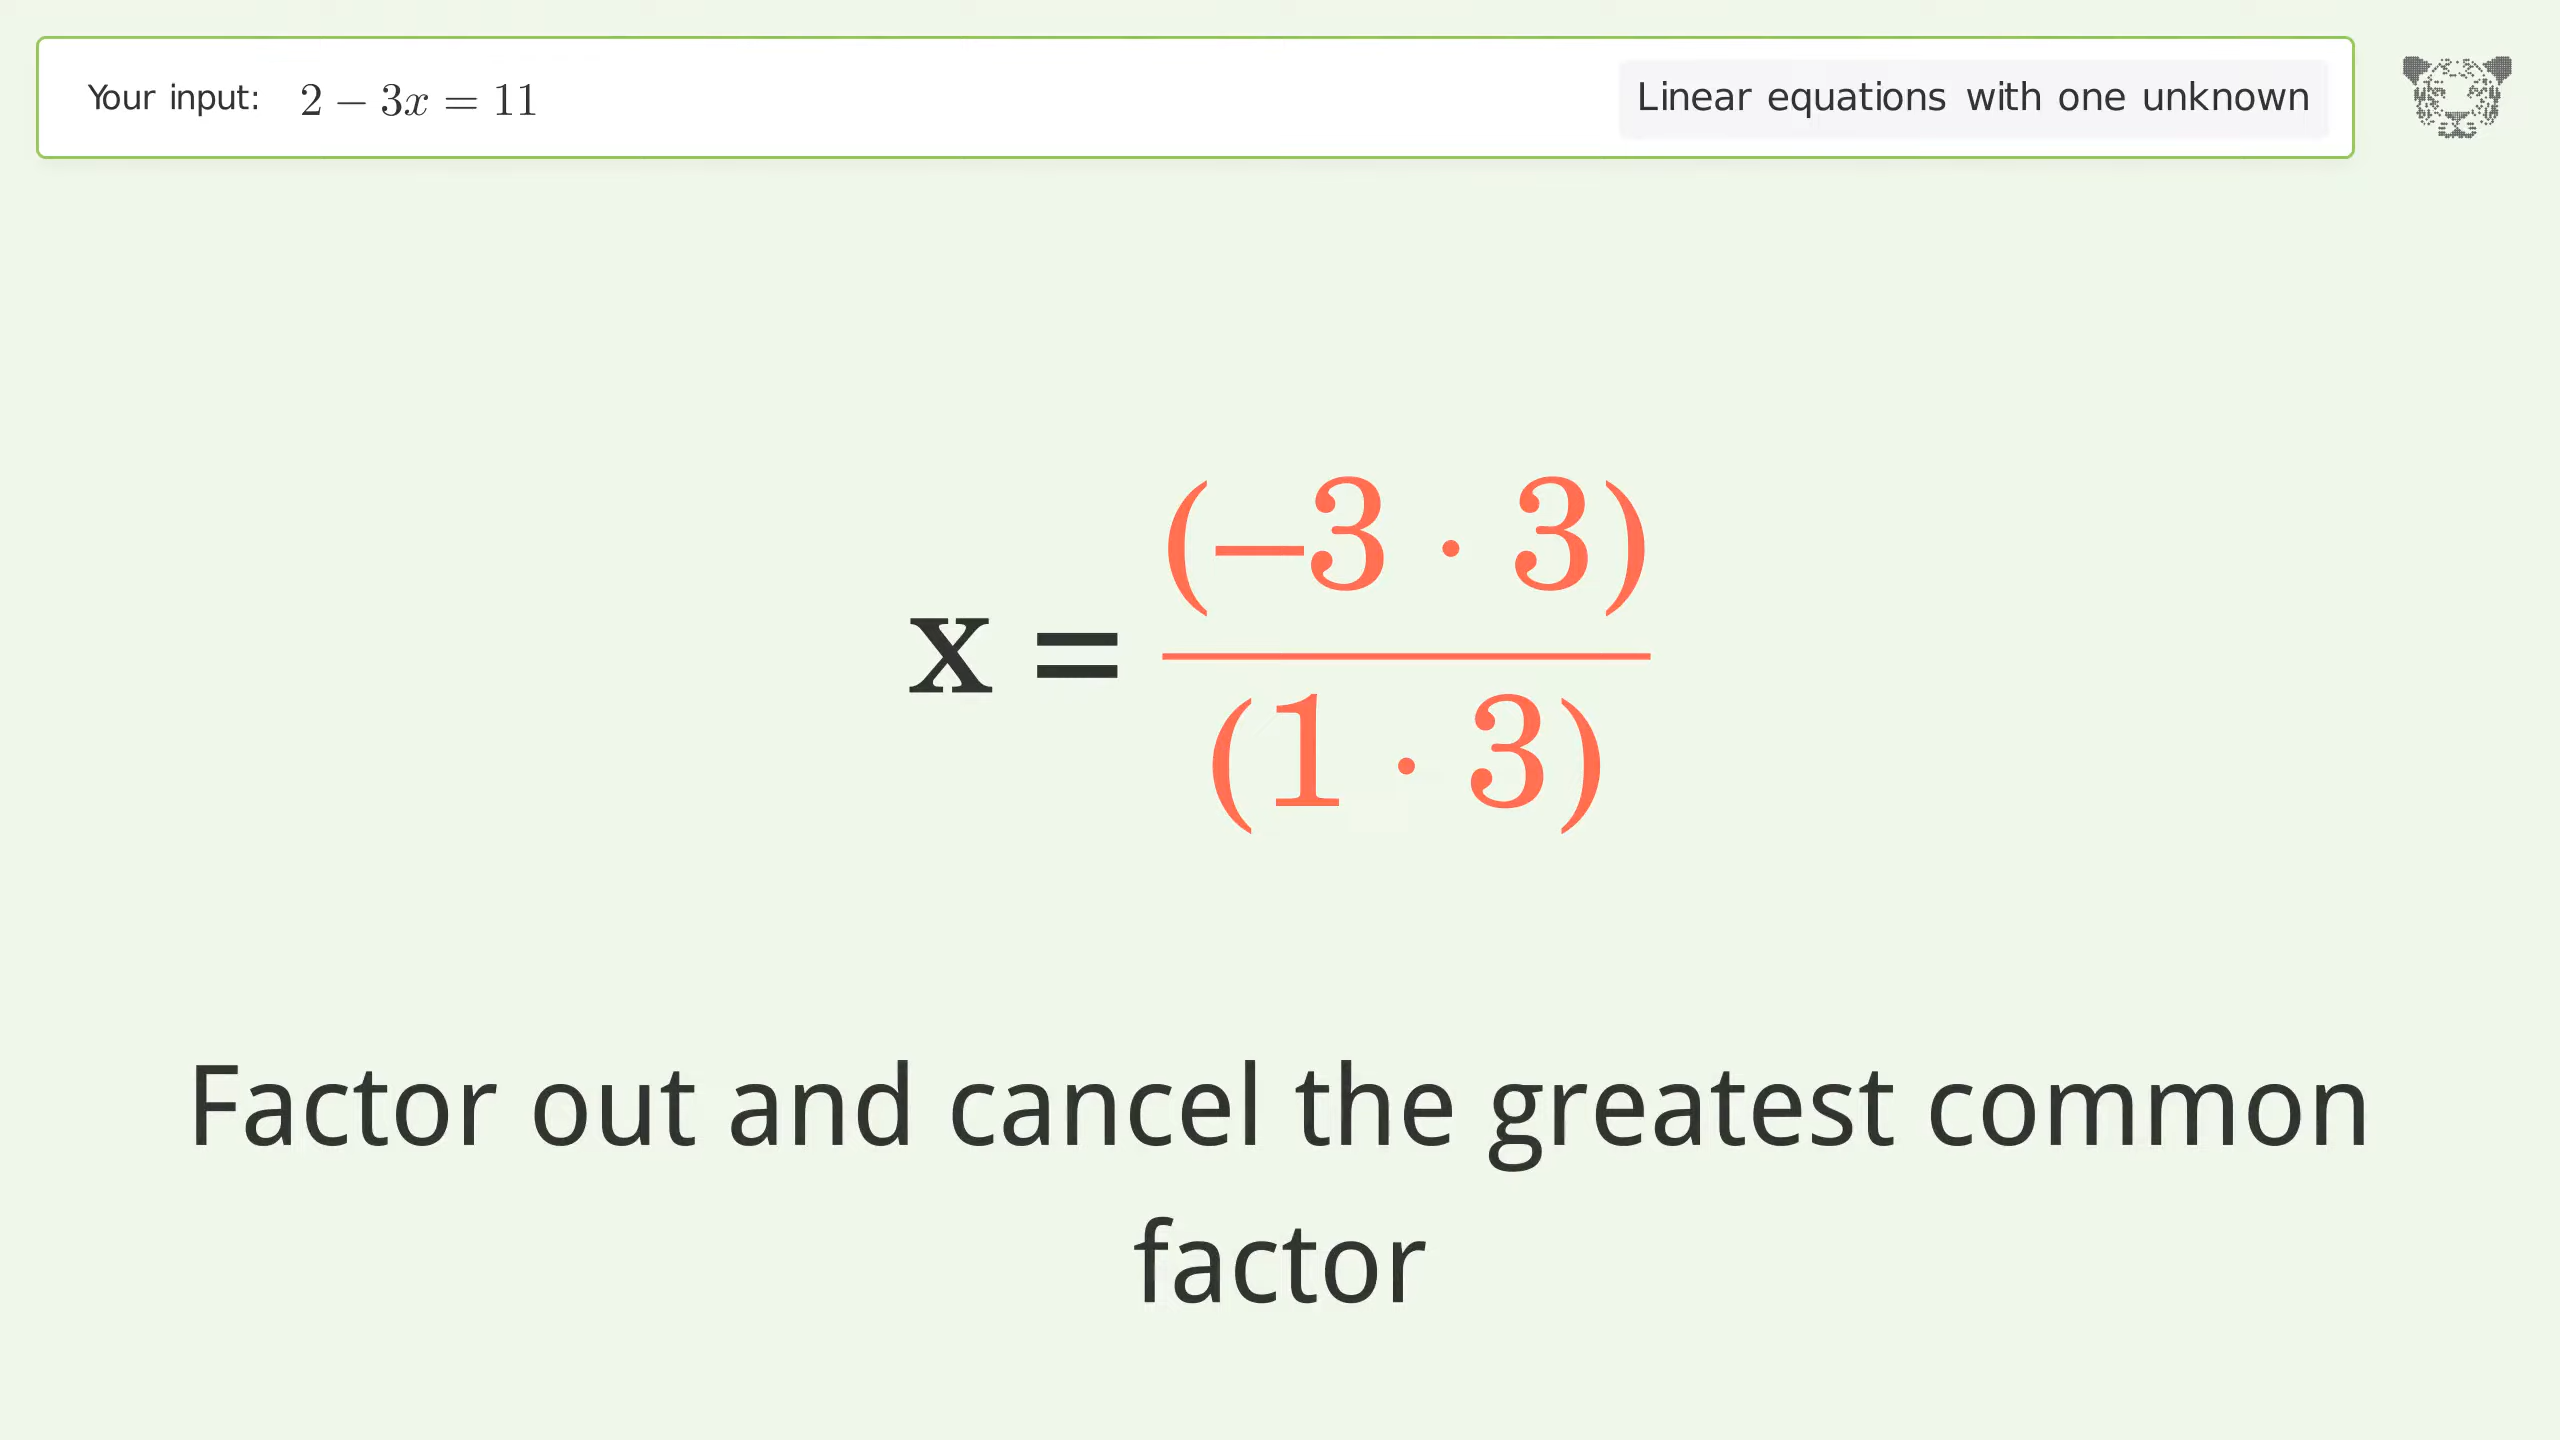 Your input: 2 − 3x = 11
Linear equations with one unknown
x = (−3 · 3) / (1 · 3)
Factor out and cancel the greatest common
factor